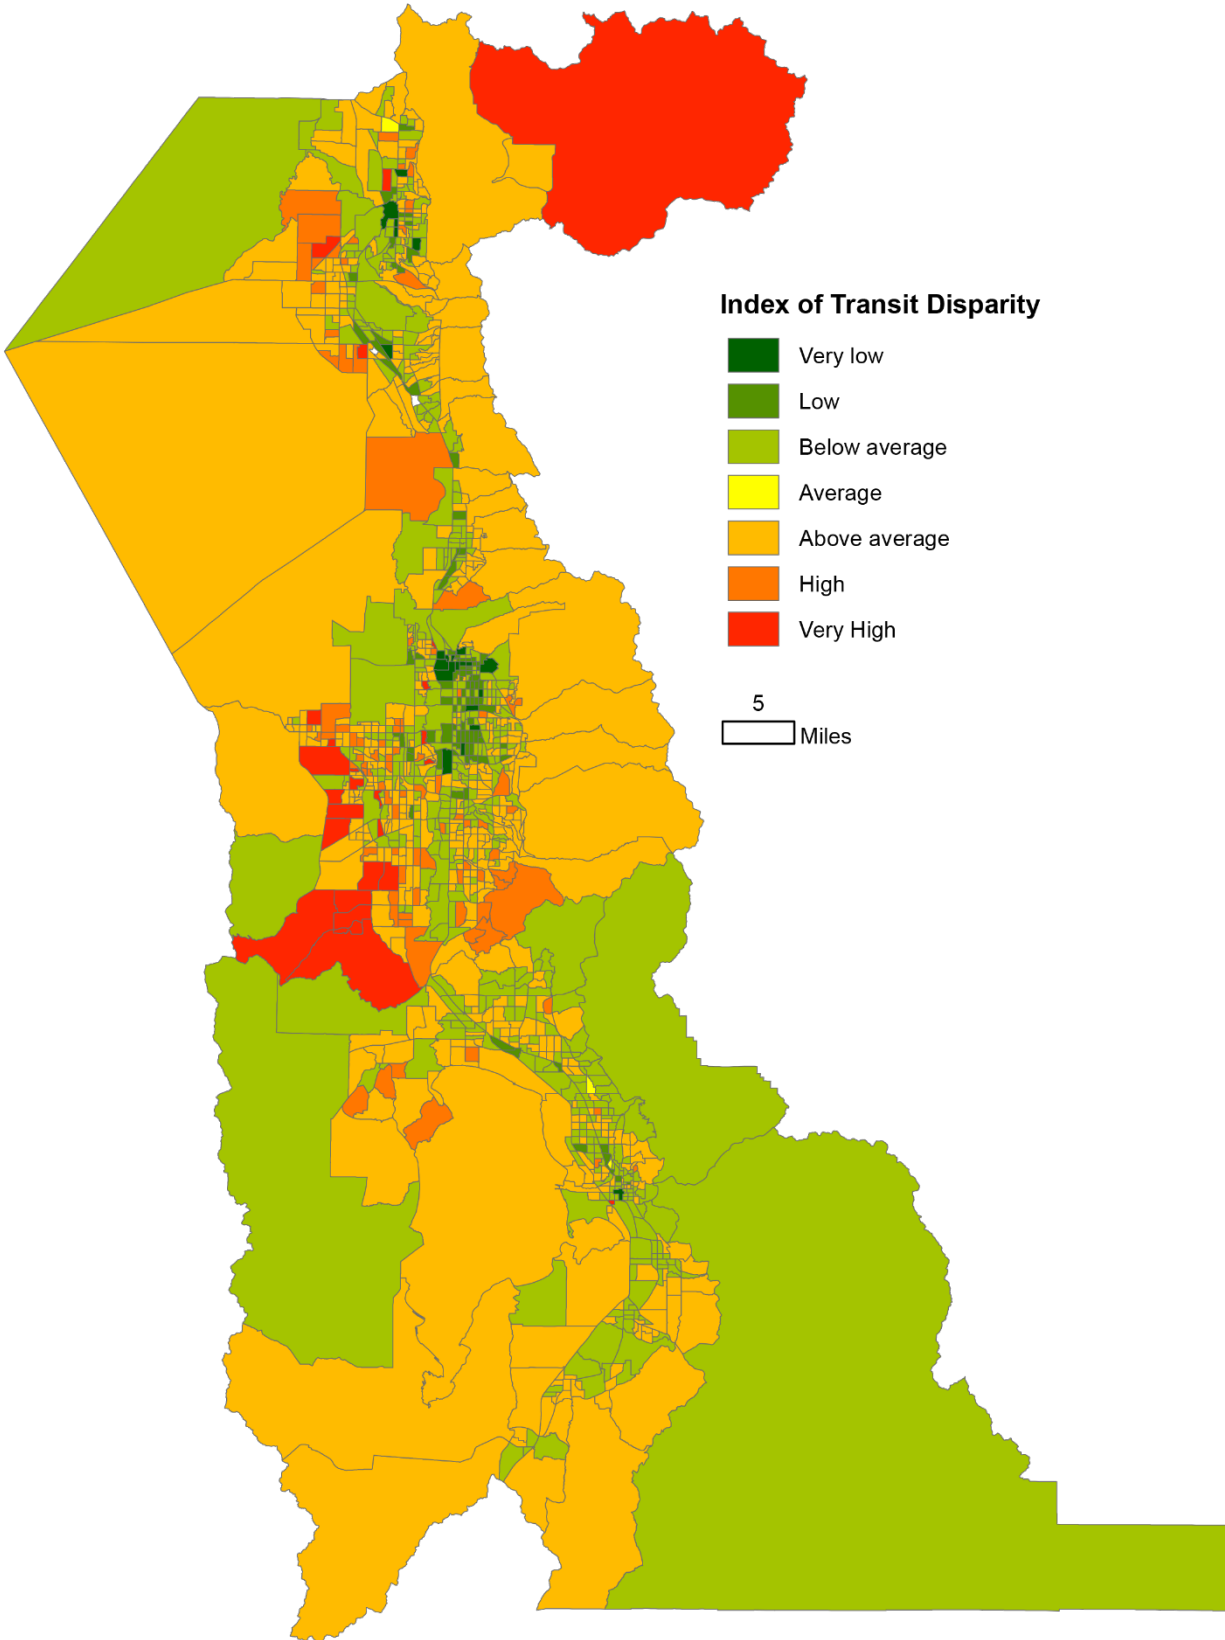 Index of Transit Disparity
Very low
Low
Below average
Average
Above average
High
Very High
5
Miles